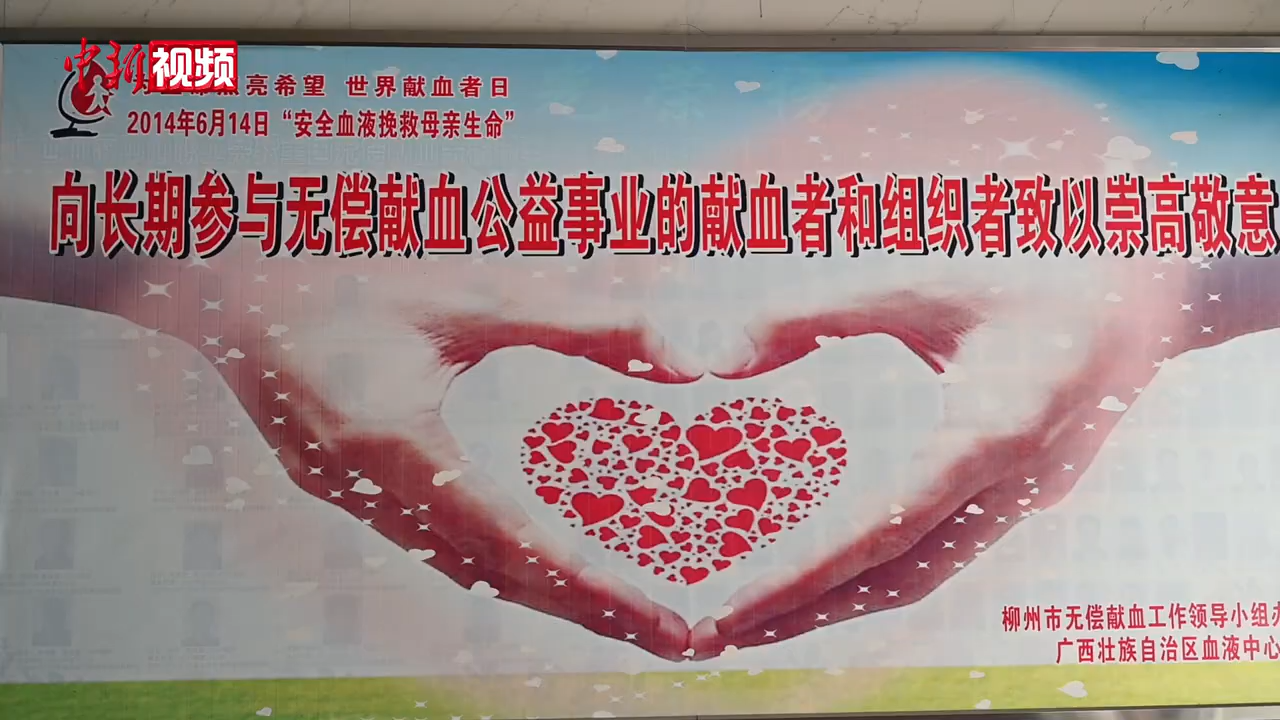 中新视频
亮希望 世界献血者日
2014年6月14日“安全血液挽救母亲生命”
向长期参与无偿献血公益事业的献血者和组织者致以崇高敬意
柳州市无偿献血工作领导小组
广西壮族自治区血液中心